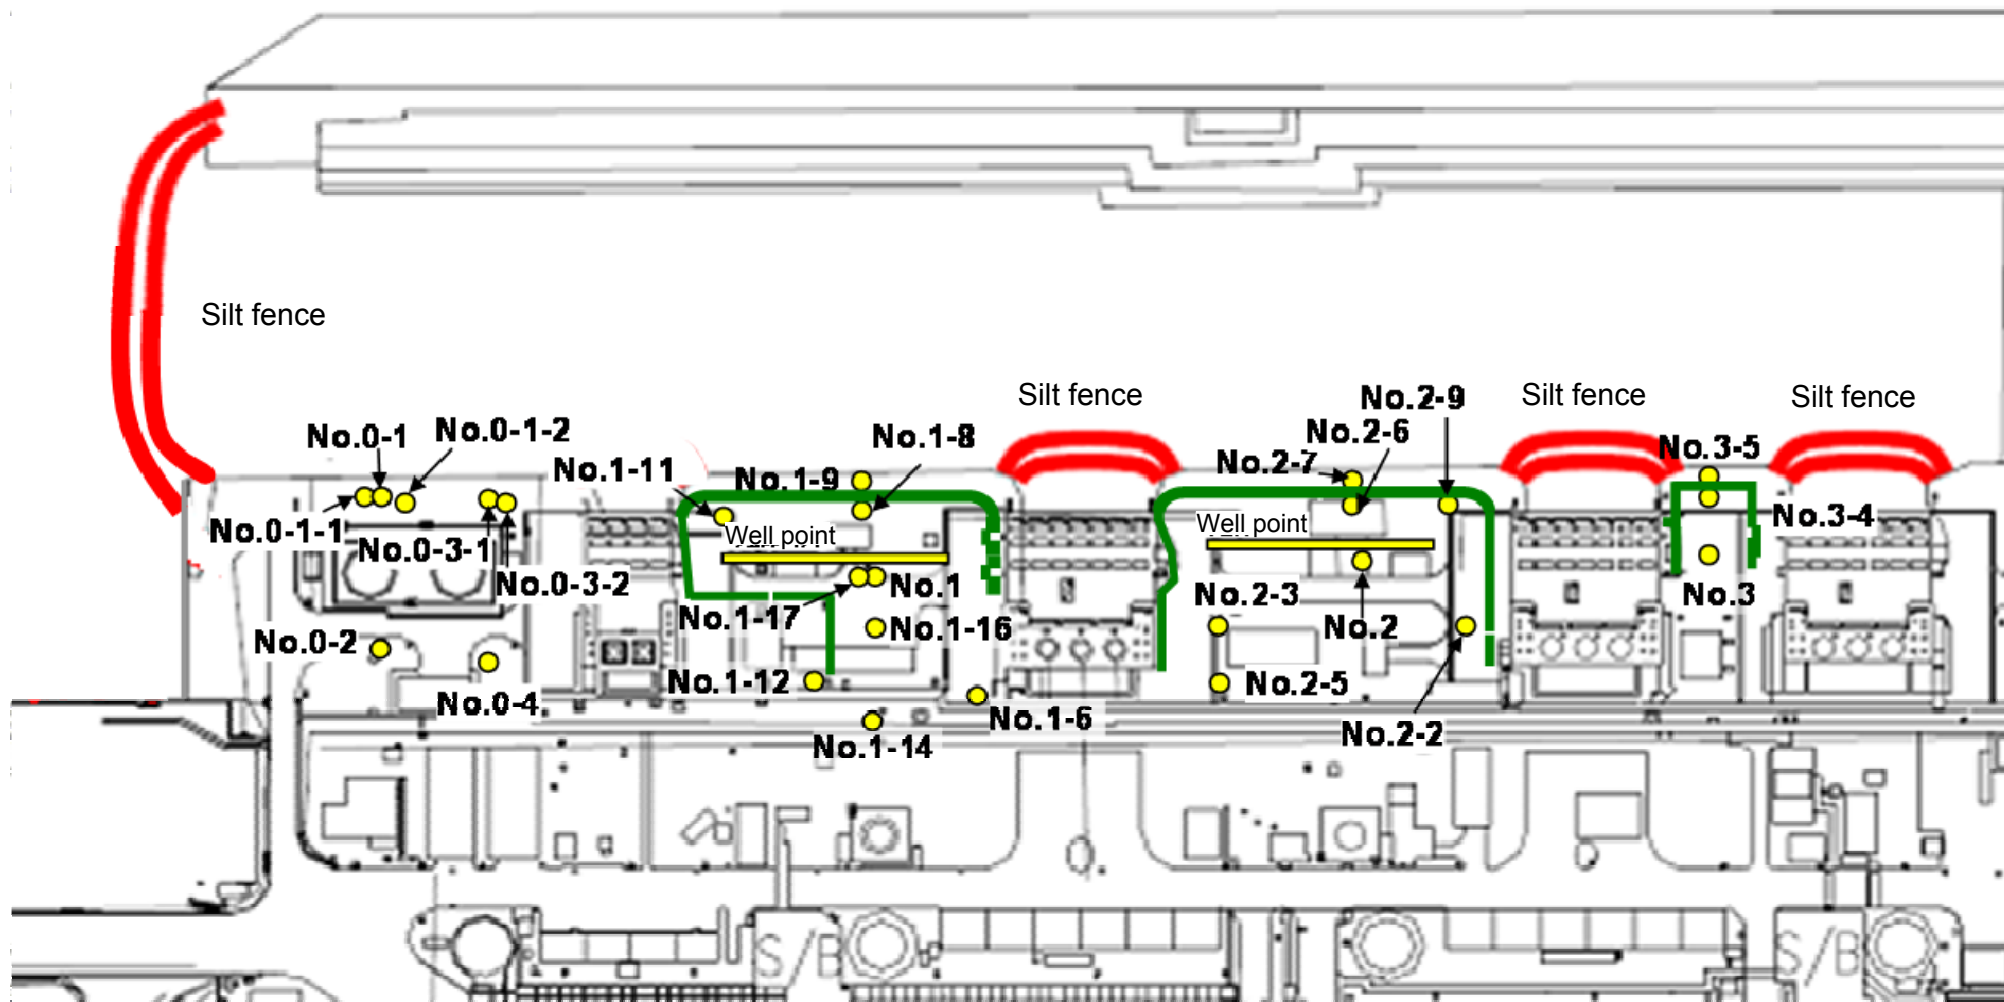 Silt fence
Silt fence
Silt fence
Silt fence
No.2-9
No.0-1
No.0-1-2
No.1-8
No.2-6
No.3-5
No.1-11
No.1-9
No.2-7
No.0-1-1
No.3-4
Well point
Well point
No.0-3-1
No.0-3-2
No.1
No.2-3
No.3
No.1-17
No.1-16
No.2
No.0-2
No.1-12
No.2-5
No.0-4
No.1-6
No.2-2
No.1-14
S/B
S/B